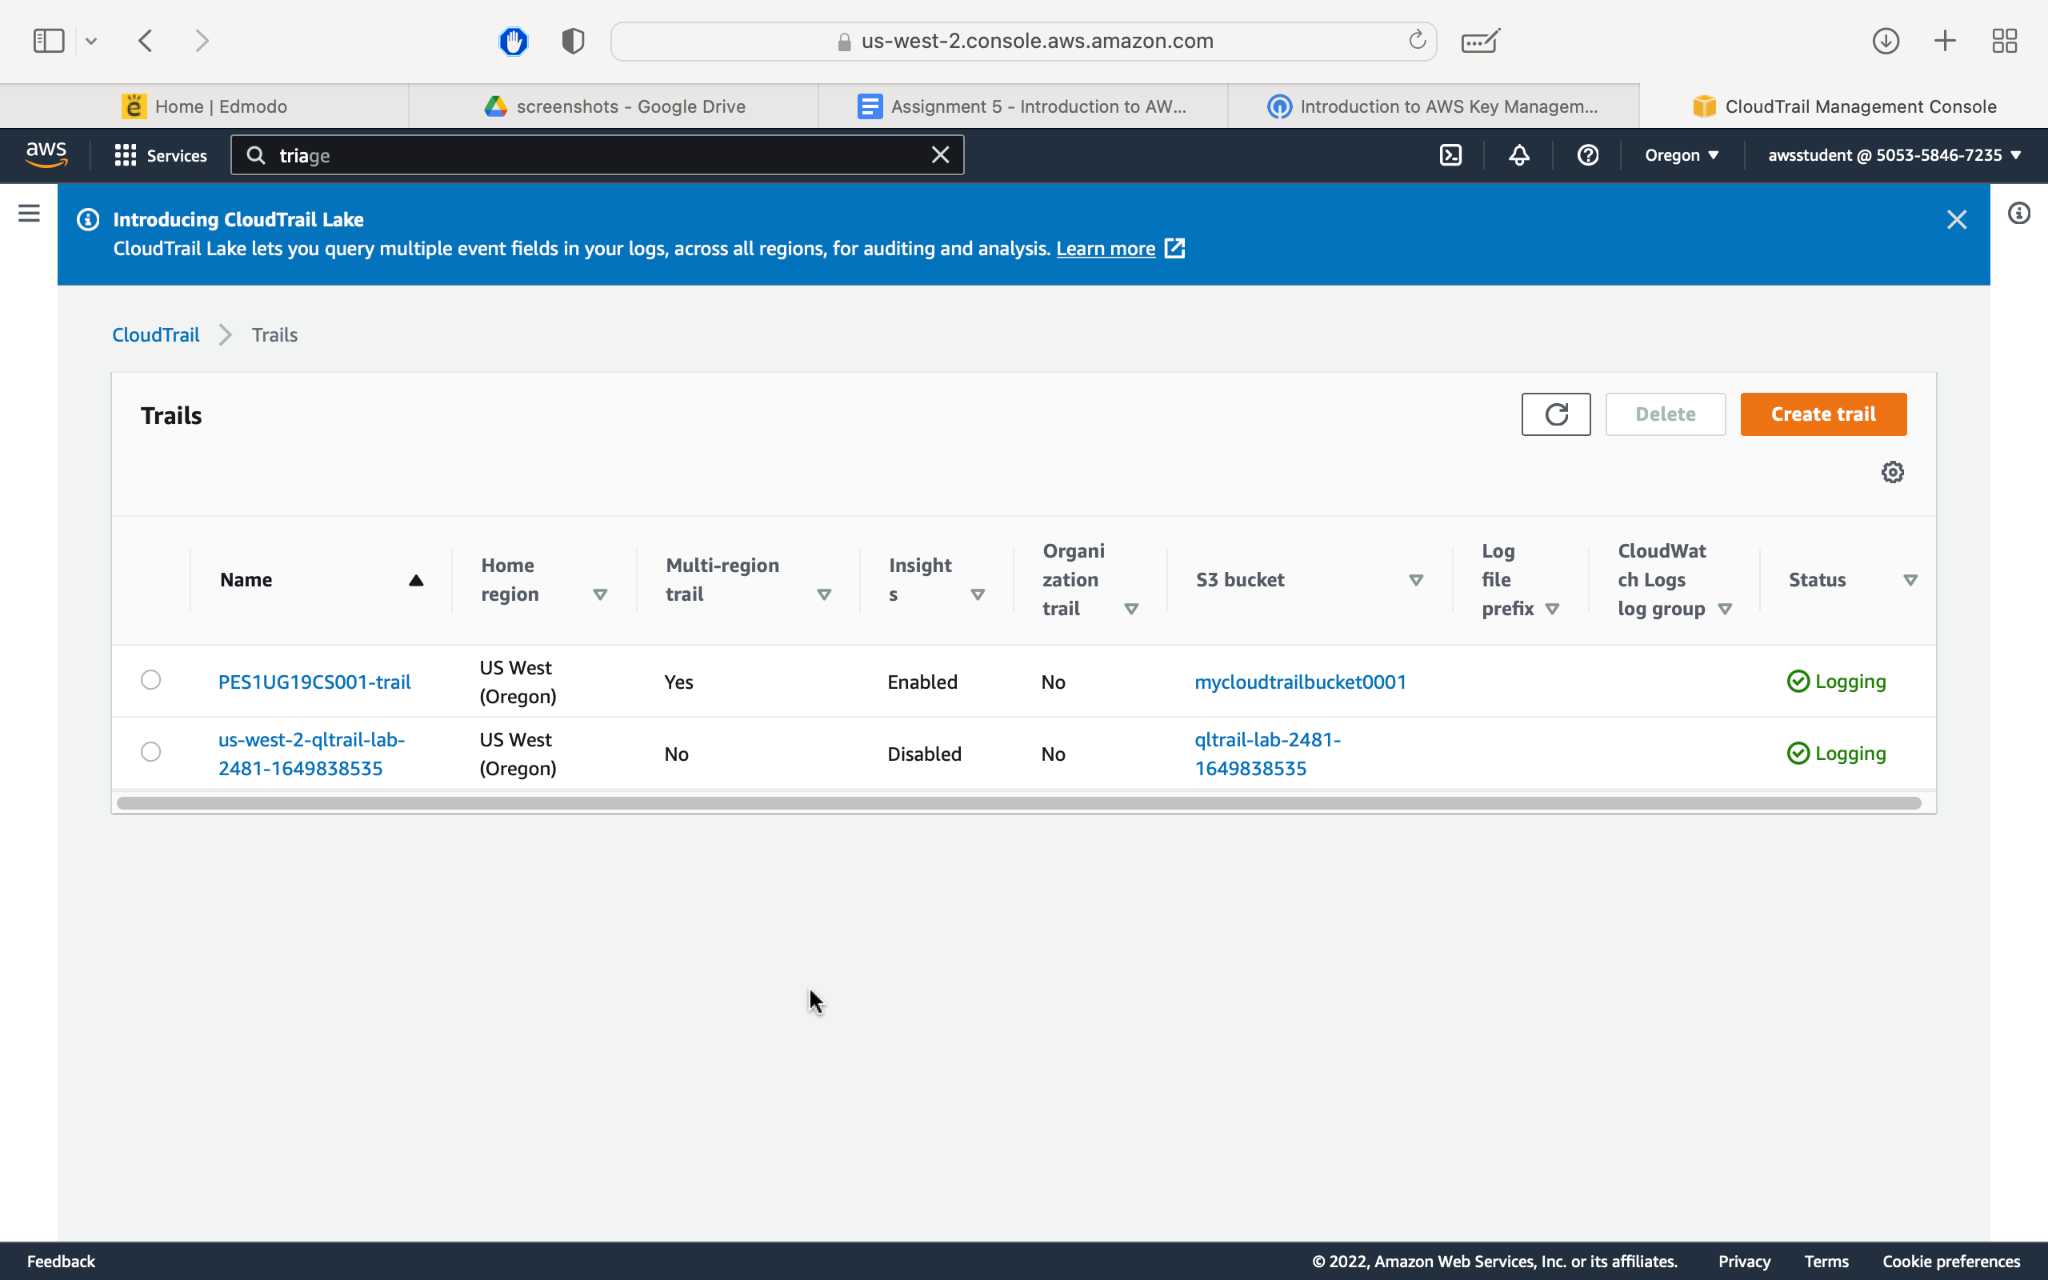 us-west-2.console.aws.amazon.com
Home | Edmodo
screenshots - Google Drive
Assignment 5 - Introduction to AW...
Introduction to AWS Key Managem...
CloudTrail Management Console
aws
Services
triage
Oregon
awsstudent @ 5053-5846-7235
Introducing CloudTrail Lake
CloudTrail Lake lets you query multiple event fields in your logs, across all regions, for auditing and analysis. Learn more
CloudTrail
Trails
Trails
Delete
Create trail
Name
Home
region
Multi-region
trail
Insight
s
Organi
zation
trail
S3 bucket
Log
file
prefix
CloudWat
ch Logs
log group
Status
PES1UG19CS001-trail
US West
(Oregon)
Yes
Enabled
No
mycloudtrailbucket0001
Logging
us-west-2-qltrail-lab-
2481-1649838535
US West
(Oregon)
No
Disabled
No
qltrail-lab-2481-
1649838535
Logging
Feedback
© 2022, Amazon Web Services, Inc. or its affiliates.
Privacy
Terms
Cookie preferences